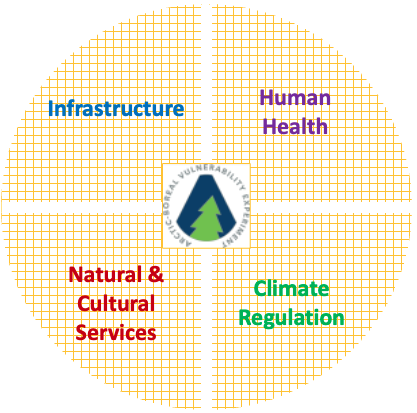 Infrastructure
Human
Health
ARCTIC-BOREAL VULNERABILITY EXPERIMENT
Natural &
Cultural
Services
Climate
Regulation